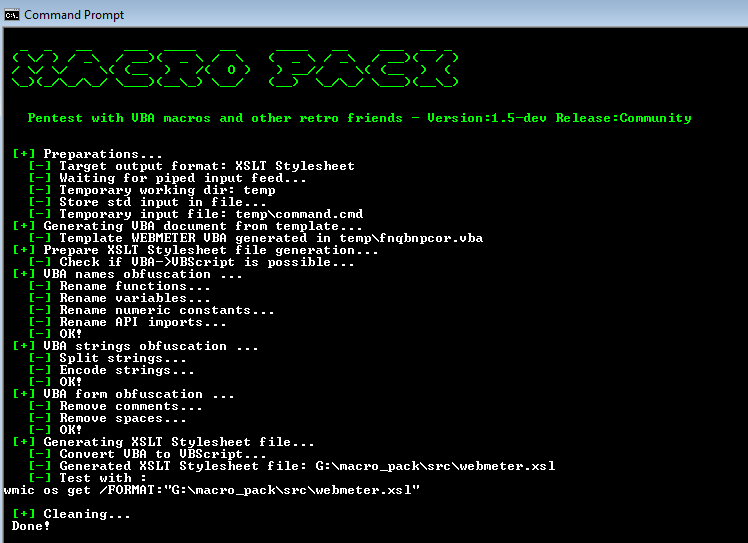 Command Prompt
MACRO PACK
Pentest with VBA macros and other retro friends - Version:1.5-dev Release:Community
[+] Preparations...
[-] Target output format: XSLT Stylesheet
[-] Waiting for piped input feed...
[-] Temporary working dir: temp
[-] Store std input in file...
[-] Temporary input file: temp\command.cmd
[+] Generating VBA document from template...
[-] Template WEBMETER VBA generated in temp\fnqbnpcor.vba
[+] Prepare XSLT Stylesheet file generation...
[-] Check if VBA->VBScript is possible...
[+] VBA names obfuscation ...
[-] Rename functions...
[-] Rename variables...
[-] Rename numeric constants...
[-] Rename API imports...
[-] OK!
[+] VBA strings obfuscation ...
[-] Split strings...
[-] Encode strings...
[-] OK!
[+] VBA form obfuscation ...
[-] Remove comments...
[-] Remove spaces...
[-] OK!
[+] Generating XSLT Stylesheet file...
[-] Convert VBA to VBScript...
[-] Generated XSLT Stylesheet file: G:\macro_pack\src\webmeter.xsl
[-] Test with :
wmic os get /FORMAT:"G:\macro_pack\src\webmeter.xsl"
[+] Cleaning...
Done!